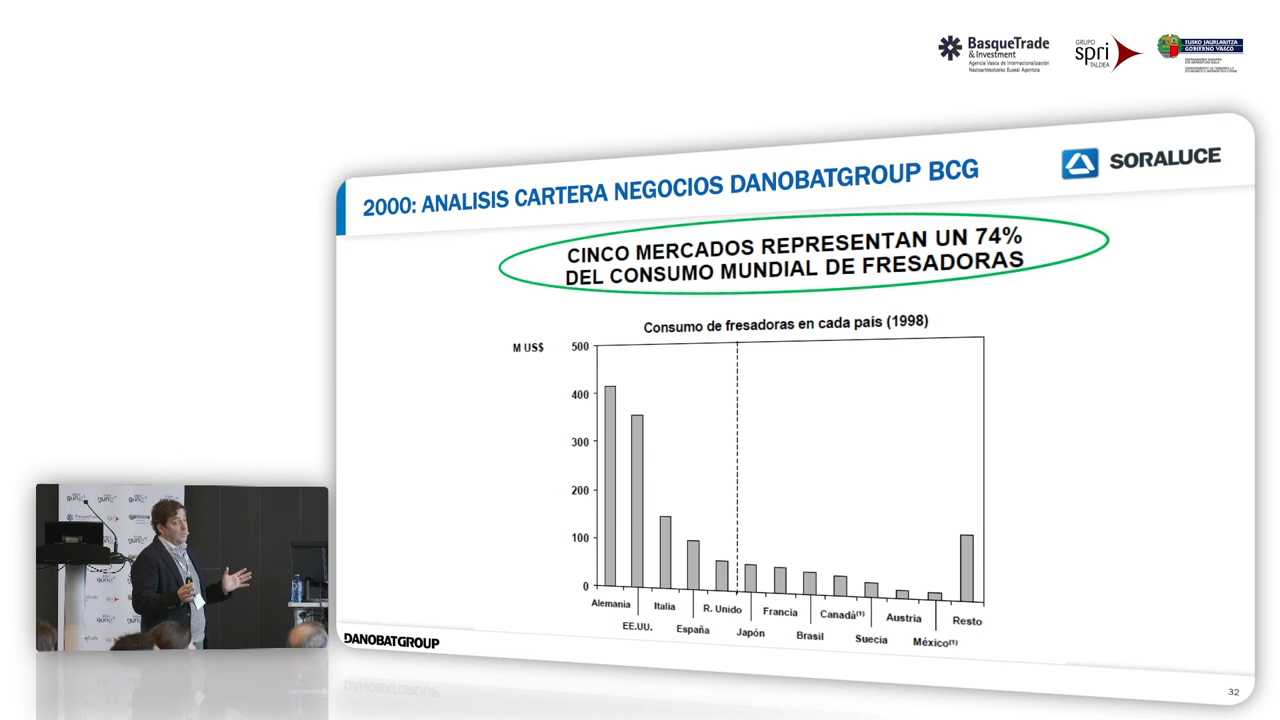 BasqueTrade
& Investment
Agencia Vasca de Internacionalización
Nazioartekotzeko Euskal Agentzia
GRUPO
spri
TALDEA
EUSKO JAURLARITZA
GOBIERNO VASCO
2000: ANALISIS CARTERA NEGOCIOS DANOBATGROUP BCG
SORALUCE
CINCO MERCADOS REPRESENTAN UN 74%
DEL CONSUMO MUNDIAL DE FRESADORAS
Consumo de fresadoras en cada país (1998)
M US$
500
400
300
200
100
0
Alemania
EE.UU.
Italia
España
R. Unido
Japón
Francia
Brasil
Canadá(1)
Suecia
Austria
México(1)
Resto
DANOBATGROUP
32